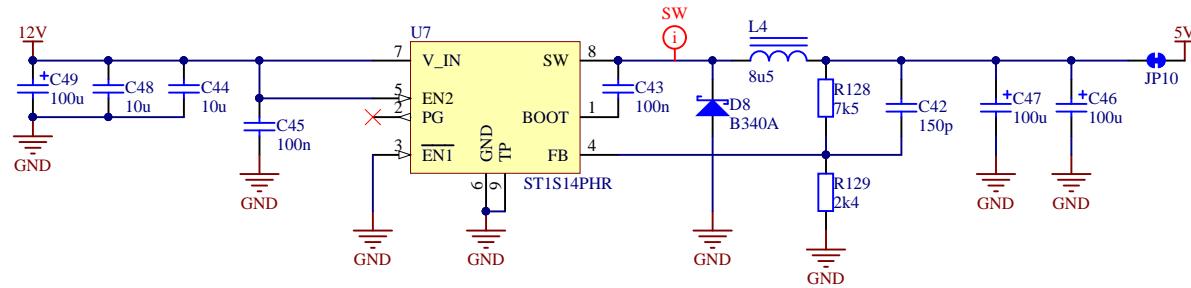 SW
12V
U7
L4
5V
7
V_IN
SW
8
C49
100u
C48
10u
C44
10u
C43
100n
8u5
JP10
5
EN2
2
PG
BOOT
1
D8
B340A
R128
7k5
C42
150p
C47
100u
C46
100u
C45
100n
3
EN1
GND
TP
FB
4
6
9
ST1S14PHR
R129
2k4
GND
GND
GND
GND
GND
GND
GND
GND
GND